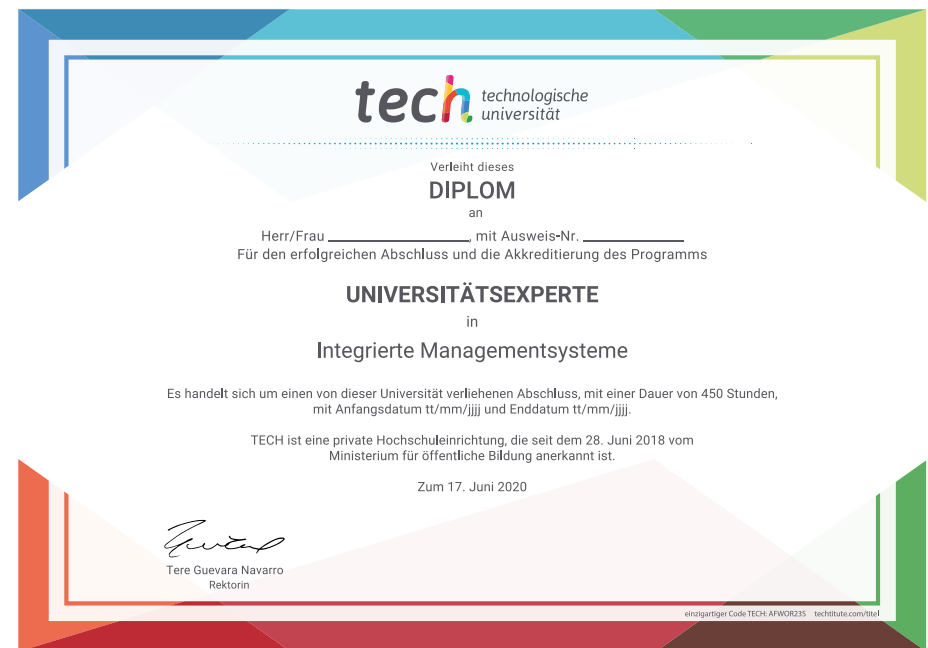 tech technologische
universität
Verleiht dieses
DIPLOM
an
Herr/Frau ____________________, mit Ausweis-Nr. ______________
Für den erfolgreichen Abschluss und die Akkreditierung des Programms
UNIVERSITÄTSEXPERTE
in
Integrierte Managementsysteme
Es handelt sich um einen von dieser Universität verliehenen Abschluss, mit einer Dauer von 450 Stunden,
mit Anfangsdatum tt/mm/jjjj und Enddatum tt/mm/jjjj.
TECH ist eine private Hochschuleinrichtung, die seit dem 28. Juni 2018 vom
Ministerium für öffentliche Bildung anerkannt ist.
Zum 17. Juni 2020
Tere Guevara Navarro
Rektorin
einzigartiger Code TECH: AFWOR23S techtitute.com/titel